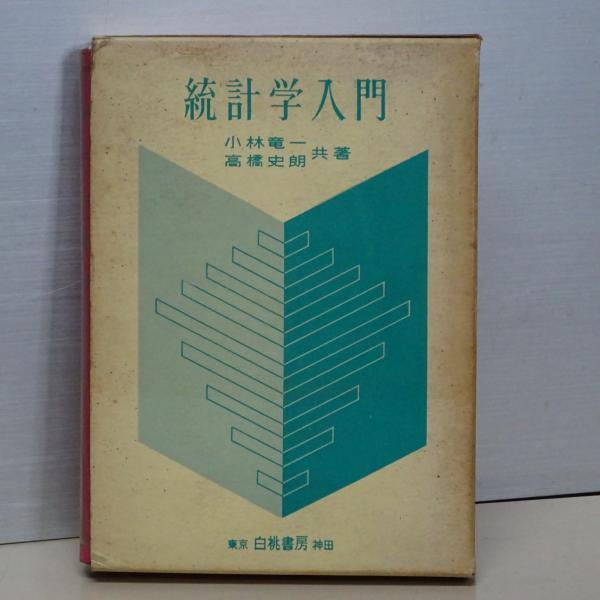 統計学入門
小林竜一
高橋史朗 共著
東京 白桃書房 神田